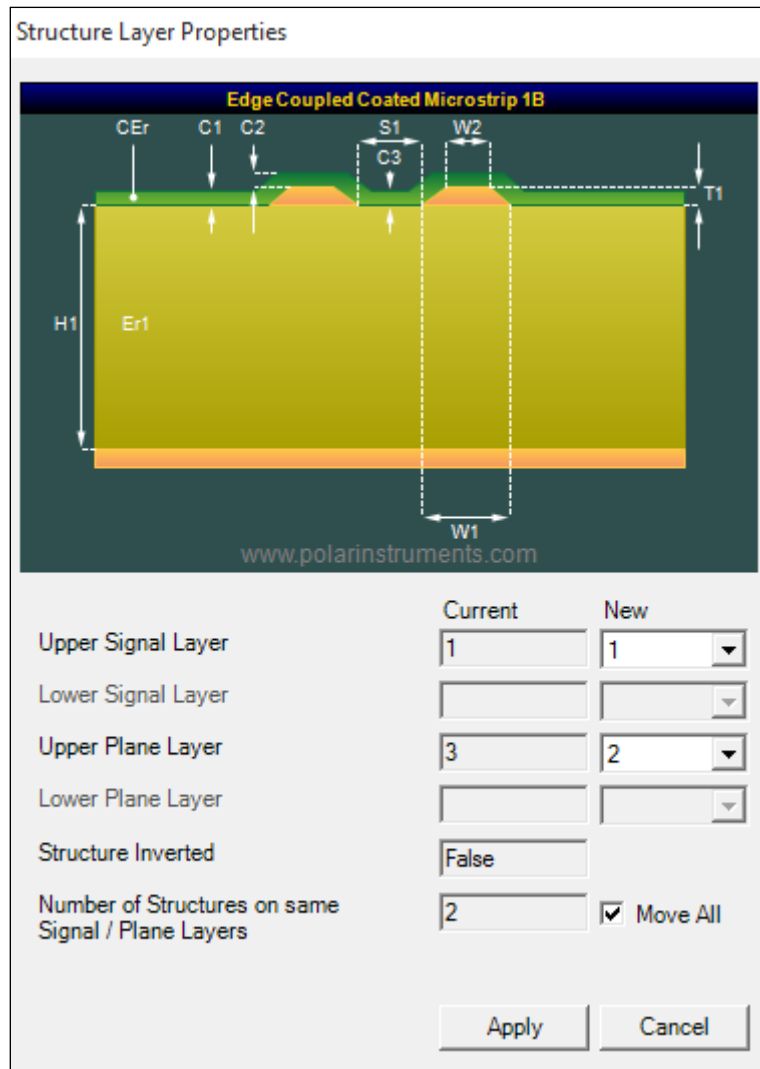 Structure Layer Properties
Edge Coupled Coated Microstrip 1B
CEr C1 C2 S1 W2
C3
T1
H1 Er1
W1
www.polarinstruments.com
Current New
Upper Signal Layer 1 1
Lower Signal Layer
Upper Plane Layer 3 2
Lower Plane Layer
Structure Inverted False
Number of Structures on same 2 Move All
Signal / Plane Layers
Apply Cancel